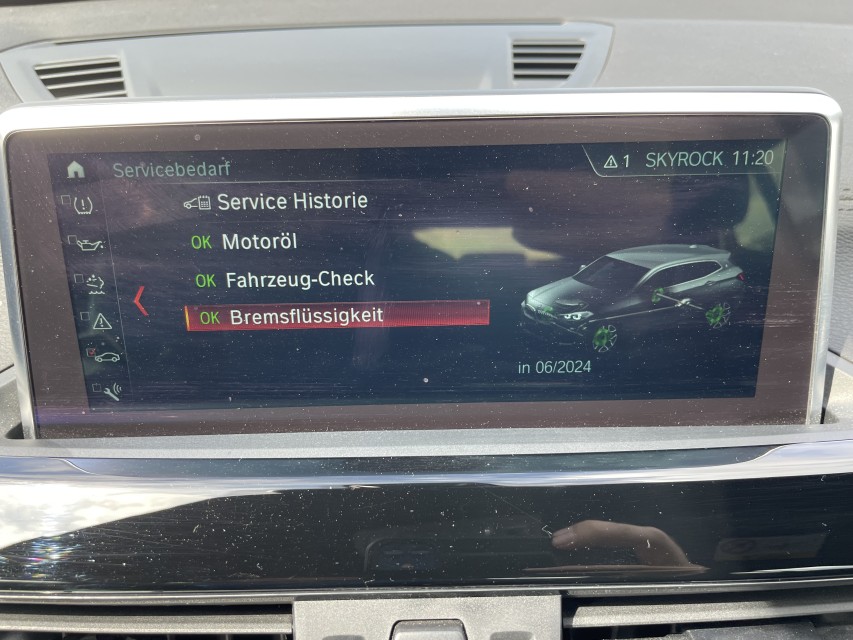 Servicebedarf
1 SKYROCK 11:20
Service Historie
OK Motoröl
OK Fahrzeug-Check
OK Bremsflüssigkeit
in 06/2024